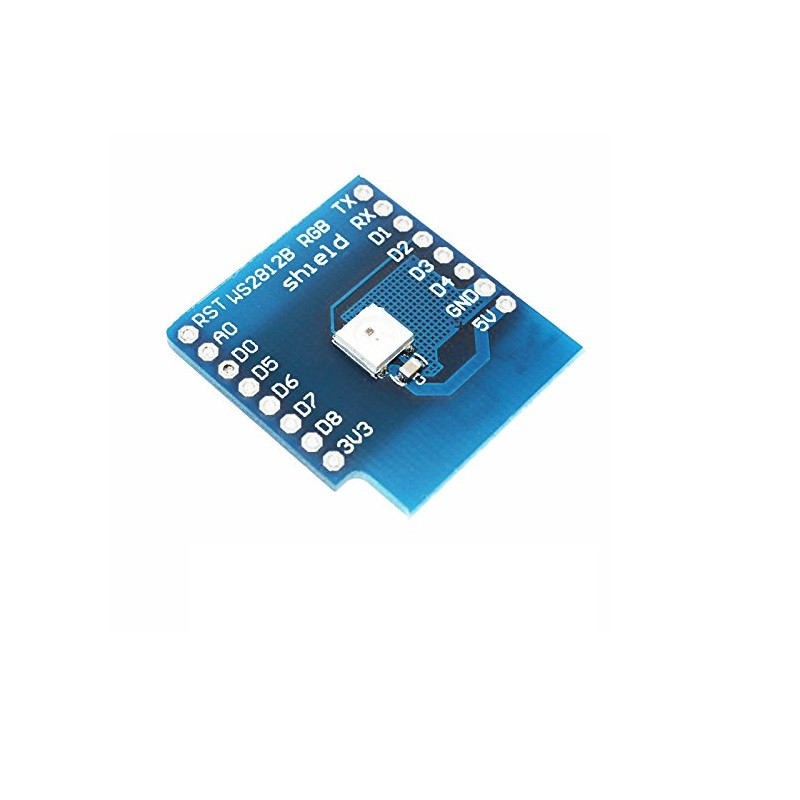 WS2812B RGB
shield
TX
RX
D1
D2
D3
D4
GND
5V
RST
A0
D0
D5
D6
D7
D8
3V3